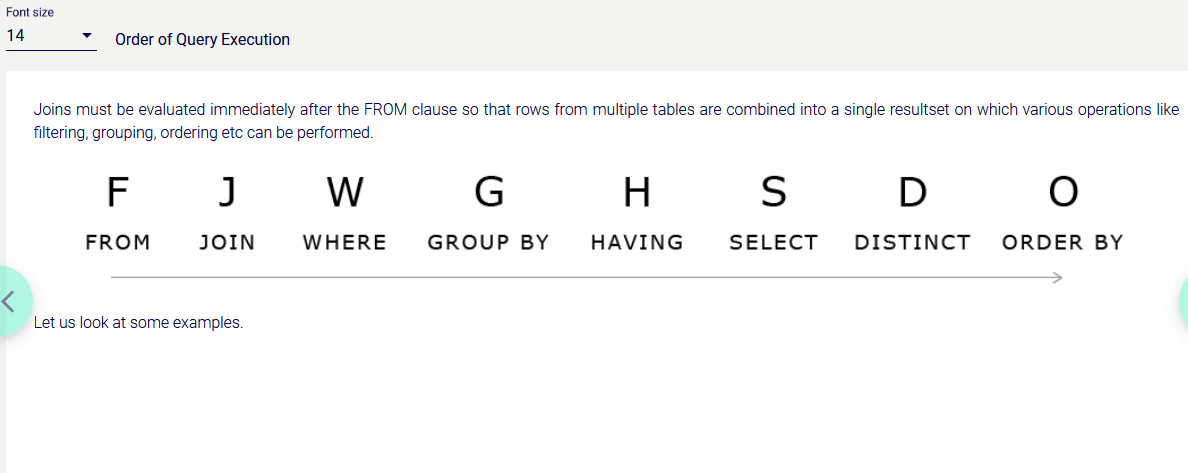 Font size
14
Order of Query Execution
Joins must be evaluated immediately after the FROM clause so that rows from multiple tables are combined into a single resultset on which various operations like
filtering, grouping, ordering etc can be performed.
F J W G H S D O
FROM JOIN WHERE GROUP BY HAVING SELECT DISTINCT ORDER BY
Let us look at some examples.